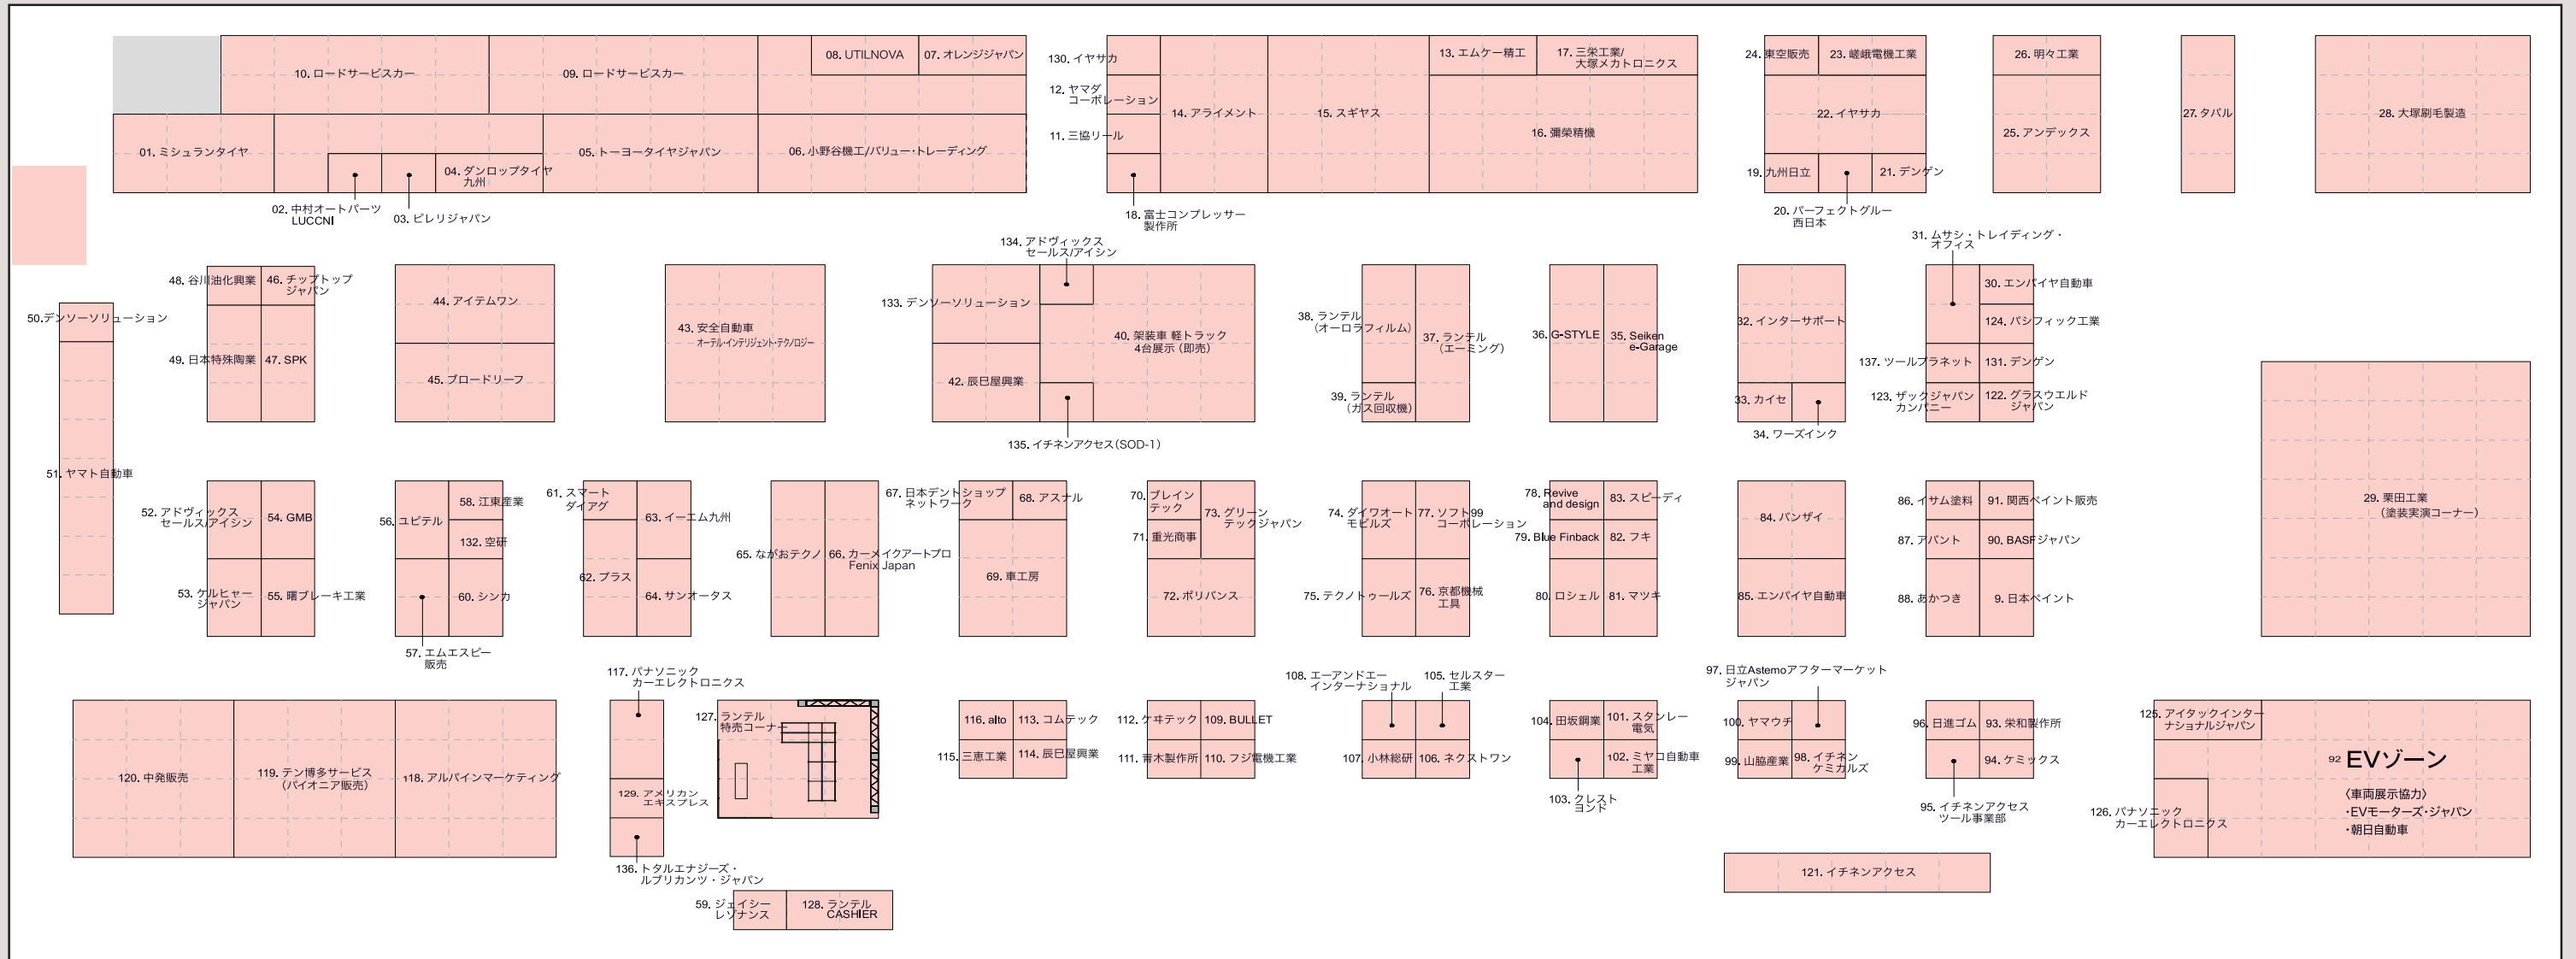 10. ロードサービスカー
09. ロードサービスカー
08. UTILNOVA
07. オレンジジャパン
01. ミシュランタイヤ
04. ダンロップタイヤ
九州
05. トーヨータイヤジャパン
06. 小野谷機工/バリュー・トレーディング
02. 中村オートパーツ
LUCCNI
03. ピレリジャパン
130. イヤサカ
12. ヤマダ
コーポレーション
11. 三協リール
14. アライメント
15. スギヤス
13. エムケー精工
17. 三栄工業/
大塚メカトロニクス
16. 彌榮精機
18. 富士コンプレッサー
製作所
24. 東空販売
23. 嵯峨電機工業
22. イヤサカ
19. 九州日立
21. デンゲン
20. パーフェクトグルー
西日本
26. 明々工業
25. アンデックス
27. タバル
28. 大塚刷毛製造
50.デンソーソリューション
51. ヤマト自動車
48. 谷川油化興業
46. チップトップ
ジャパン
49. 日本特殊陶業
47. SPK
44. アイテムワン
45. ブロードリーフ
43. 安全自動車
オーテル・インテリジェント・テクノロジー
134. アドヴィックス
セールス/アイシン
133. デンソーソリューション
40. 架装車 軽トラック
4台展示 (即売)
42. 辰巳屋興業
135. イチネンアクセス(SOD-1)
38. ランテル
(オーロラフィルム)
37. ランテル
(エーミング)
39. ランテル
(ガス回収機)
36. G-STYLE
35. Seiken
e-Garage
32. インターサポート
33. カイセ
34. ワーズインク
31. ムサシ・トレイディング・
オフィス
30. エンパイヤ自動車
124. パシフィック工業
137. ツールプラネット
131. デンゲン
123. ザックジャパン
カンパニー
122. グラスウエルド
ジャパン
29. 栗田工業
(塗装実演コーナー)
52. アドヴィックス
セールス/アイシン
54. GMB
53. ケルヒャー
ジャパン
55. 曙ブレーキ工業
56. ユピテル
58. 江東産業
132. 空研
60. シンカ
57. エムエスピー
販売
61. スマート
ダイアグ
63. イーエム九州
62. プラス
64. サンオータス
65. ながおテクノ
66. カーメイクアートプロ
Fenix Japan
67. 日本デントショップ
ネットワーク
68. アスナル
69. 車工房
70. ブレイン
テック
73. グリーン
テックジャパン
71. 重光商事
72. ポリバンス
74. ダイワオート
モビルズ
77. ソフト99
コーポレーション
75. テクノトゥールズ
76. 京都機械
工具
78. Revive
and design
83. スピーディ
79. Blue Finback
82. フキ
80. ロシェル
81. マツキ
84. バンザイ
85. エンパイヤ自動車
86. イサム塗料
91. 関西ペイント販売
87. アバント
90. BASFジャパン
88. あかつき
9. 日本ペイント
120. 中発販売
119. テン博多サービス
(パイオニア販売)
118. アルパインマーケティング
117. パナソニック
カーエレクトロニクス
129. アメリカン
エキスプレス
136. トタルエナジーズ・
ルブリカンツ・ジャパン
127. ランテル
特売コーナー
59. ジェイシー
レゾナンス
128. ランテル
CASHIER
116. alto
113. コムテック
115. 三恵工業
114. 辰巳屋興業
112. ケヰテック
109. BULLET
111. 青木製作所
110. フジ電機工業
108. エーアンドエー
インターナショナル
105. セルスター
工業
107. 小林総研
106. ネクストワン
104. 田坂鋼業
101. スタンレー
電気
102. ミヤコ自動車
工業
103. クレスト
ヨンド
97. 日立Astemoアフターマーケット
ジャパン
100. ヤマウチ
99. 山脇産業
98. イチネン
ケミカルズ
96. 日進ゴム
93. 栄和製作所
94. ケミックス
95. イチネンアクセス
ツール事業部
121. イチネンアクセス
125. アイタックインター
ナショナルジャパン
126. パナソニック
カーエレクトロニクス
92 EVゾーン
〈車両展示協力〉
・EVモーターズ・ジャパン
・朝日自動車